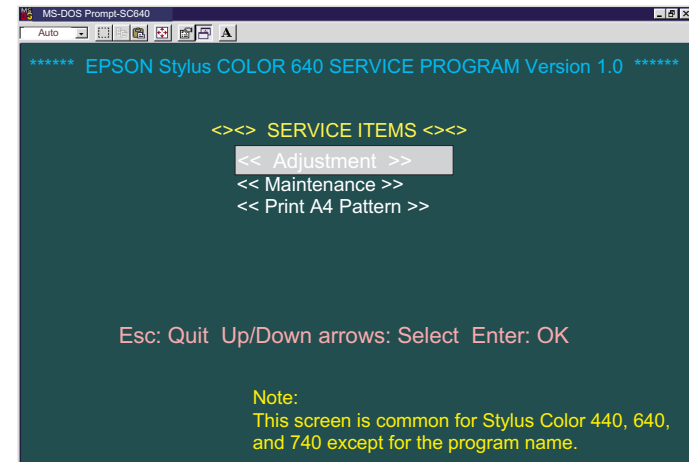 MS-DOS Prompt-SC640
Auto A
****** EPSON Stylus COLOR 640 SERVICE PROGRAM Version 1.0 ******
<><> SERVICE ITEMS <><>
<< Adjustment >>
<< Maintenance >>
<< Print A4 Pattern >>
Esc: Quit Up/Down arrows: Select Enter: OK
Note:
This screen is common for Stylus Color 440, 640,
and 740 except for the program name.